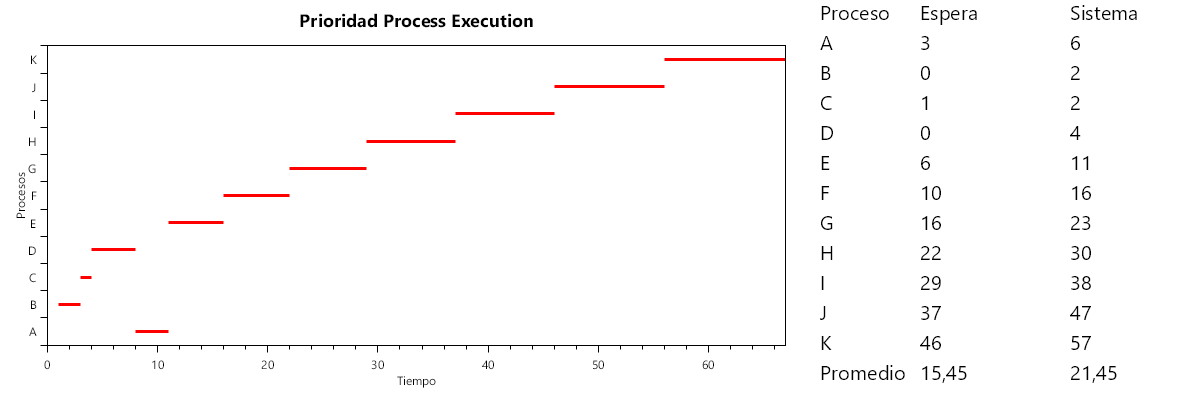 Prioridad Process Execution
K
J
I
H
G
F
E
D
C
B
A
Procesos
0 10 20 30 40 50 60
Tiempo
Proceso Espera Sistema
A 3 6
B 0 2
C 1 2
D 0 4
E 6 11
F 10 16
G 16 23
H 22 30
I 29 38
J 37 47
K 46 57
Promedio 15,45 21,45